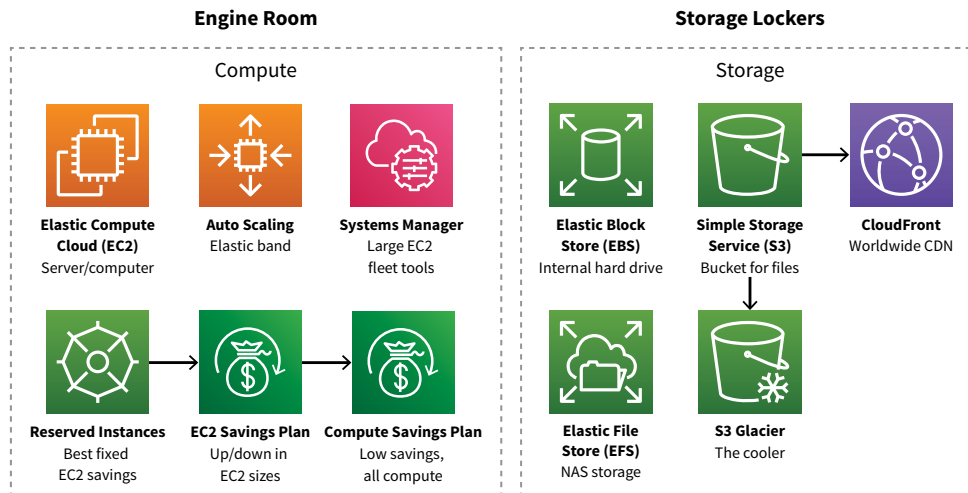 Engine Room
Compute
Elastic Compute
Cloud (EC2)
Server/computer
Auto Scaling
Elastic band
Systems Manager
Large EC2
fleet tools
Reserved Instances
Best fixed
EC2 savings
EC2 Savings Plan
Up/down in
EC2 sizes
Compute Savings Plan
Low savings,
all compute
Storage Lockers
Storage
Elastic Block
Store (EBS)
Internal hard drive
Simple Storage
Service (S3)
Bucket for files
CloudFront
Worldwide CDN
Elastic File
Store (EFS)
NAS storage
S3 Glacier
The cooler